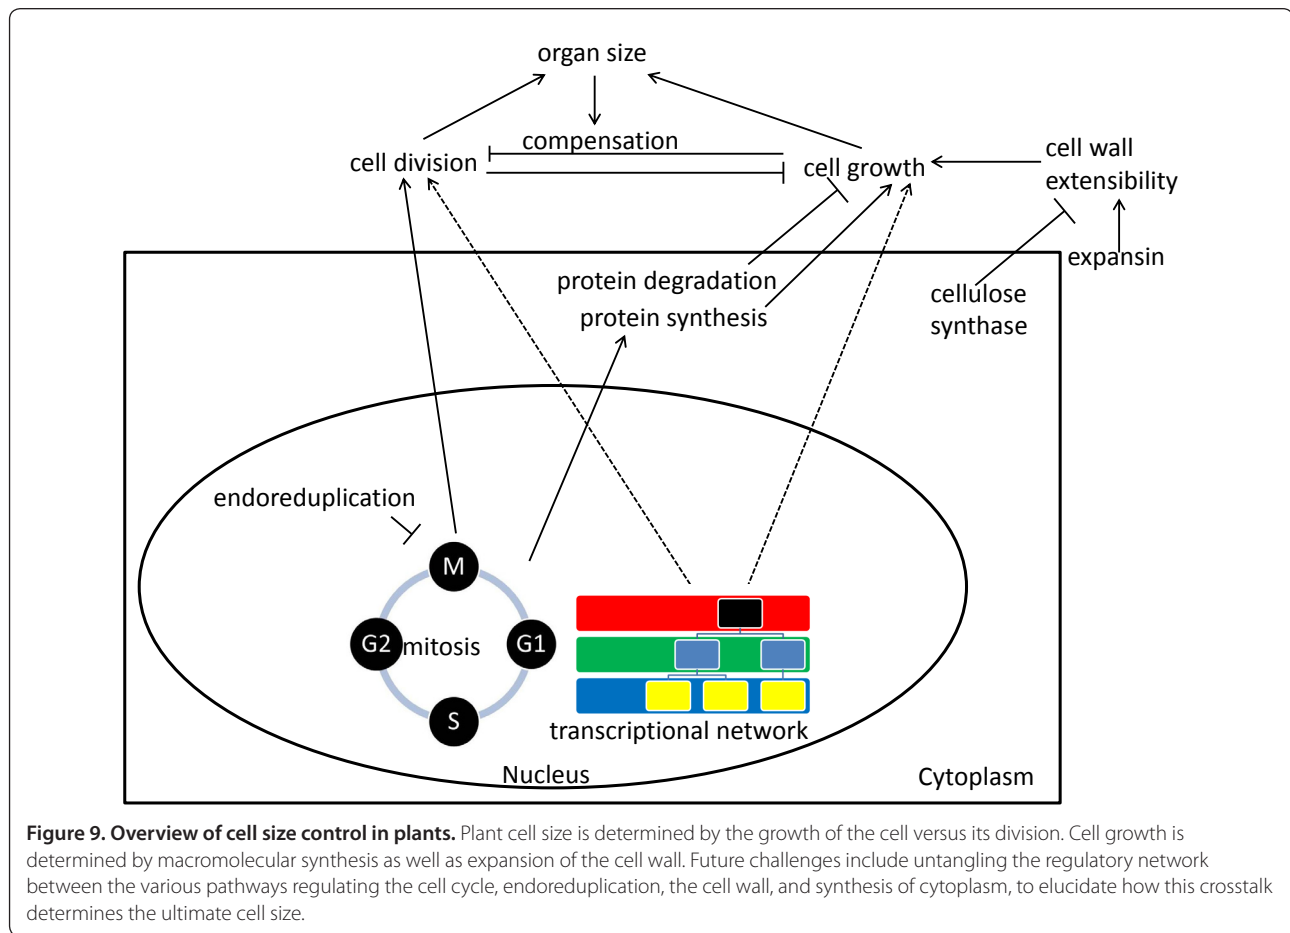 organ size
compensation
cell division
cell growth
cell wall
extensibility
expansin
protein degradation
protein synthesis
cellulose
synthase
endoreduplication
M
G2
mitosis
G1
S
transcriptional network
Nucleus
Cytoplasm
Figure 9. Overview of cell size control in plants. Plant cell size is determined by the growth of the cell versus its division. Cell growth is
determined by macromolecular synthesis as well as expansion of the cell wall. Future challenges include untangling the regulatory network
between the various pathways regulating the cell cycle, endoreduplication, the cell wall, and synthesis of cytoplasm, to elucidate how this crosstalk
determines the ultimate cell size.